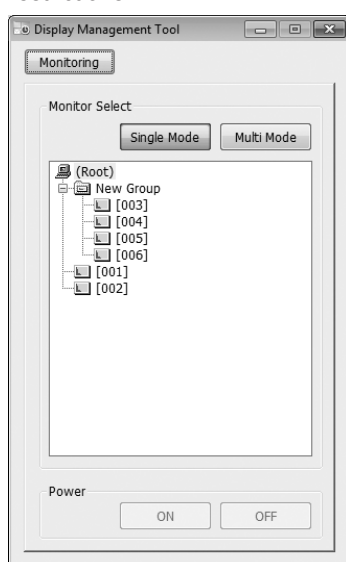 Display Management Tool
Monitoring
Monitor Select
Single Mode Multi Mode
(Root)
New Group
[003]
[004]
[005]
[006]
[001]
[002]
Power
ON OFF